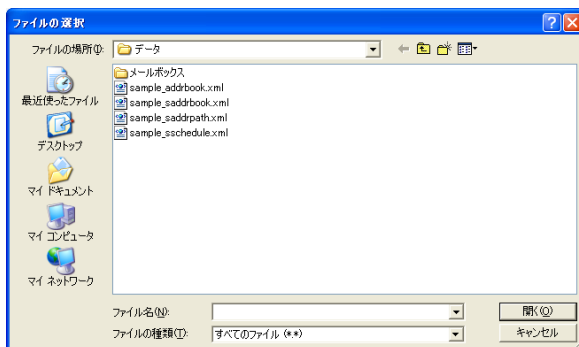 ファイルの選択
ファイルの場所(I):
データ
最近使ったファイル
デスクトップ
マイ ドキュメント
マイ コンピュータ
マイ ネットワーク
メールボックス
sample_addrbook.xml
sample_saddrbook.xml
sample_saddrpath.xml
sample_sschedule.xml
ファイル名(N):
開く(O)
ファイルの種類(T):
すべてのファイル (*.*)
キャンセル